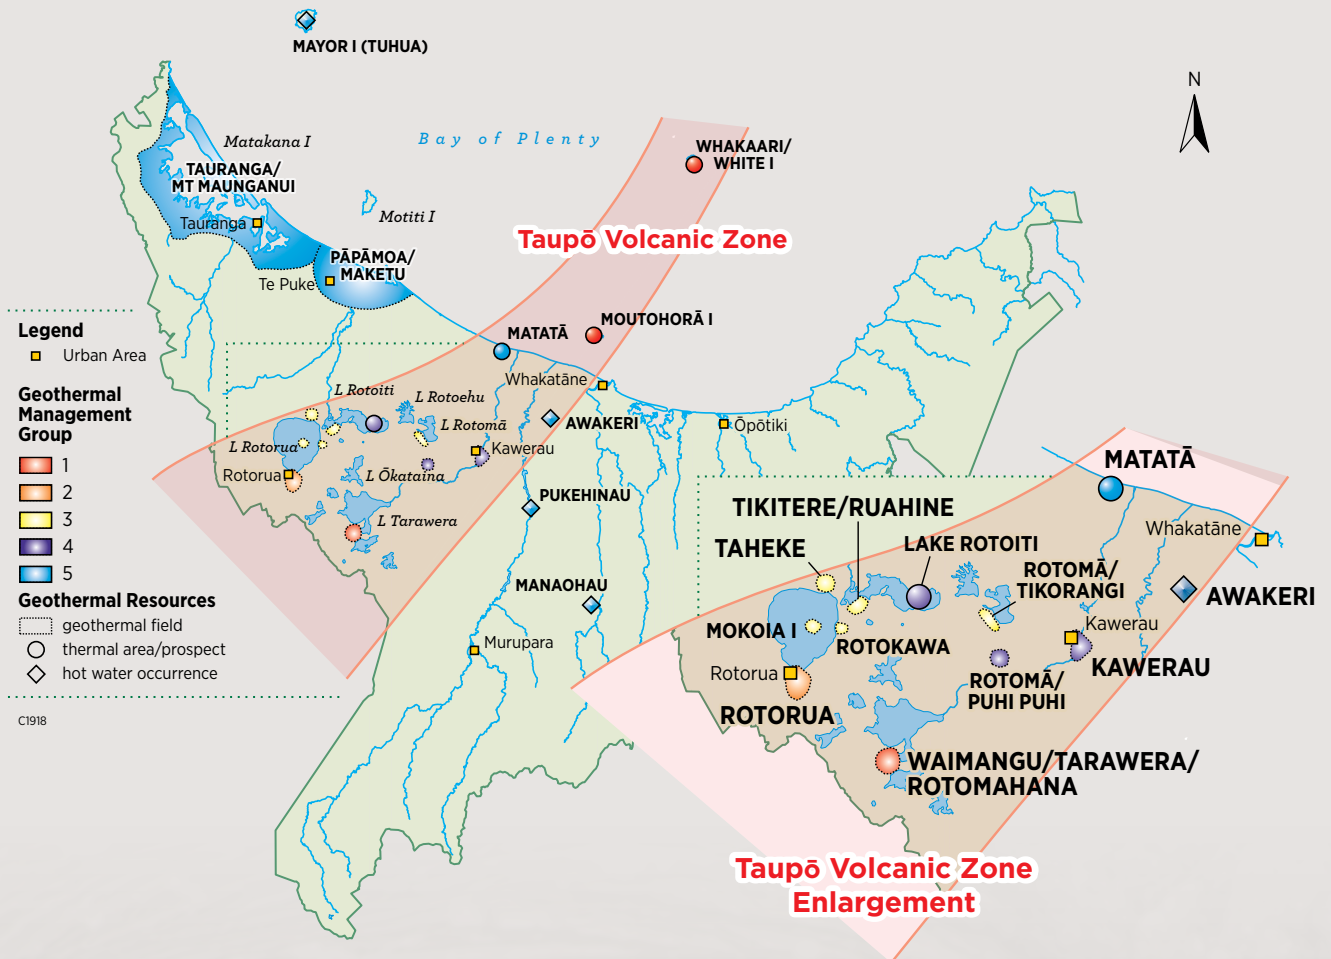 MAYOR I (TUHUA)
N
Matakana I
Bay of Plenty
WHAKAARI/
WHITE I
TAURANGA/
MT MAUNGANUI
Tauranga
Motiti I
Taupō Volcanic Zone
PĀPĀMOA/
MAKETU
Te Puke
MOUTOHORĀ I
MATATĀ
Whakatāne
L Rotoiti
L Rotoehu
L Rotomā
AWAKERI
Ōpōtiki
L Rotorua
Kawerau
Rotorua
L Ōkataina
PUKEHINAU
L Tarawera
MANAOHAU
Murupara
Legend
Urban Area
Geothermal
Management
Group
1
2
3
4
5
Geothermal Resources
geothermal field
thermal area/prospect
hot water occurrence
C1918
MATATĀ
TIKITERE/RUAHINE
Whakatāne
TAHEKE
LAKE ROTOITI
ROTOMĀ/
TIKORANGI
AWAKERI
MOKOIA I
Kawerau
ROTOKAWA
KAWERAU
Rotorua
ROTOMĀ/
PUHI PUHI
ROTORUA
WAIMANGU/TARAWERA/
ROTOMAHANA
Taupō Volcanic Zone
Enlargement